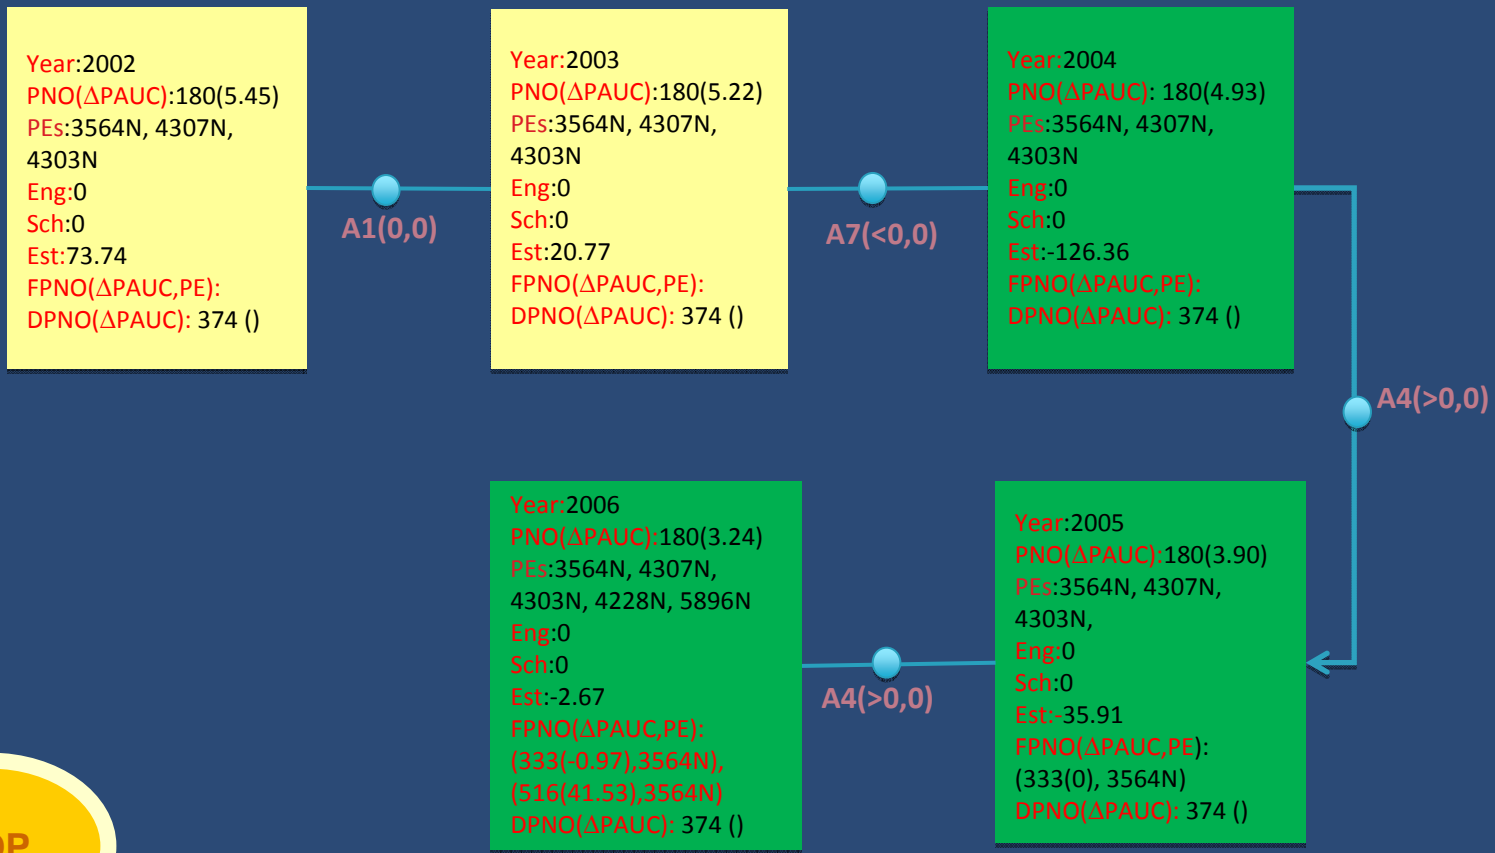 Year:2002
PNO(ΔPAUC):180(5.45)
PEs:3564N, 4307N,
4303N
Eng:0
Sch:0
Est:73.74
FPNO(ΔPAUC,PE):
DPNO(ΔPAUC): 374 ()
A1(0,0)
Year:2003
PNO(ΔPAUC):180(5.22)
PEs:3564N, 4307N,
4303N
Eng:0
Sch:0
Est:20.77
FPNO(ΔPAUC,PE):
DPNO(ΔPAUC): 374 ()
A7(<0,0)
Year:2004
PNO(ΔPAUC): 180(4.93)
PEs:3564N, 4307N,
4303N
Eng:0
Sch:0
Est:-126.36
FPNO(ΔPAUC,PE):
DPNO(ΔPAUC): 374 ()
A4(>0,0)
Year:2005
PNO(ΔPAUC):180(3.90)
PEs:3564N, 4307N,
4303N,
Eng:0
Sch:0
Est:-35.91
FPNO(ΔPAUC,PE):
(333(0), 3564N)
DPNO(ΔPAUC): 374 ()
A4(>0,0)
Year:2006
PNO(ΔPAUC):180(3.24)
PEs:3564N, 4307N,
4303N, 4228N, 5896N
Eng:0
Sch:0
Est:-2.67
FPNO(ΔPAUC,PE):
(333(-0.97),3564N),
(516(41.53),3564N)
DPNO(ΔPAUC): 374 ()